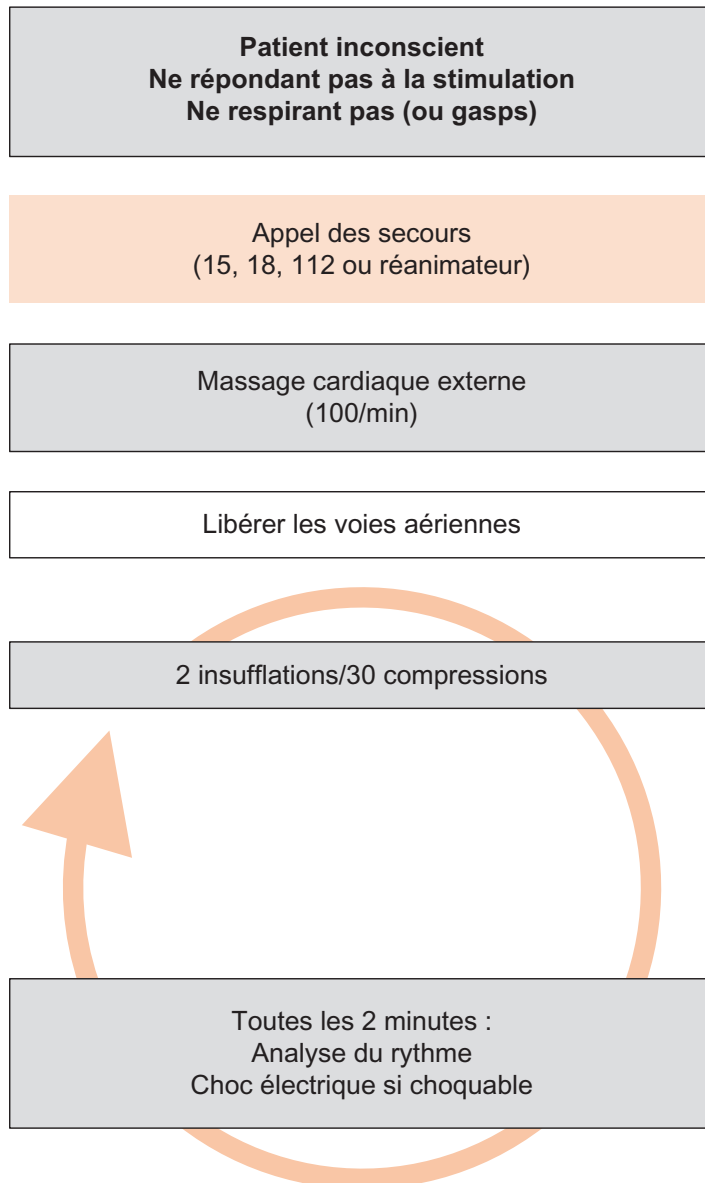 Patient inconscient
Ne répondant pas à la stimulation
Ne respirant pas (ou gasps)
Appel des secours
(15, 18, 112 ou réanimateur)
Massage cardiaque externe
(100/min)
Libérer les voies aériennes
2 insufflations/30 compressions
Toutes les 2 minutes :
Analyse du rythme
Choc électrique si choquable